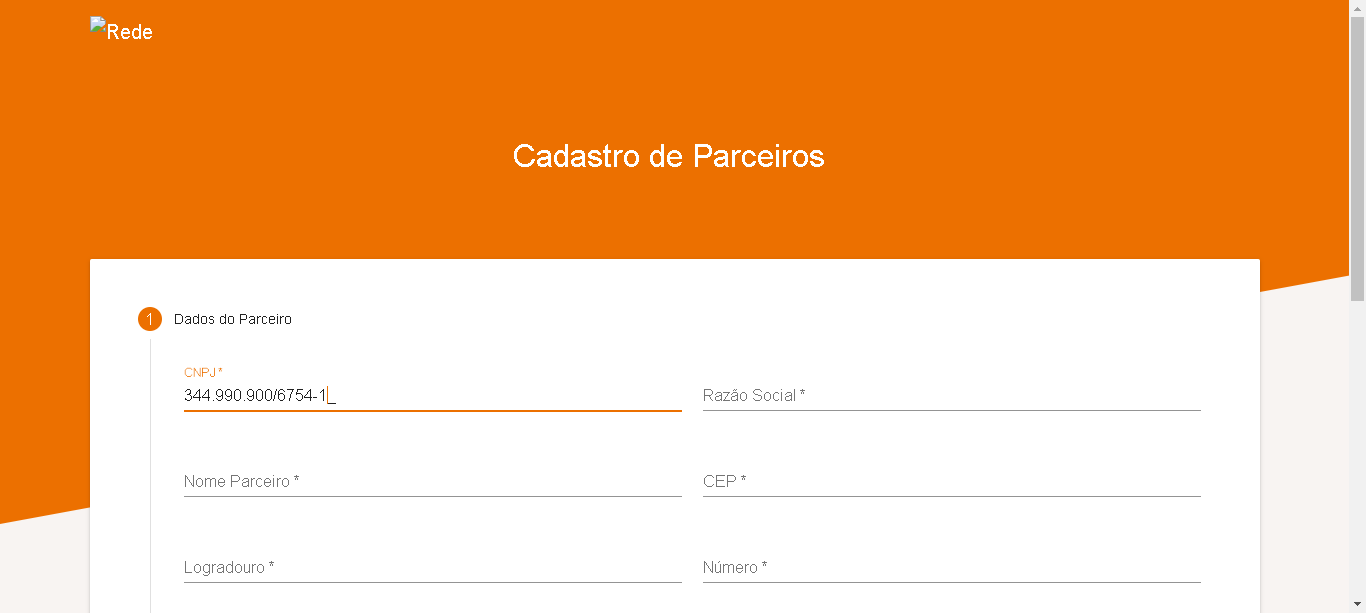 Rede
Cadastro de Parceiros
1 Dados do Parceiro
CNPJ *
344.990.900/6754-1_
Razão Social *
Nome Parceiro *
CEP *
Logradouro *
Número *